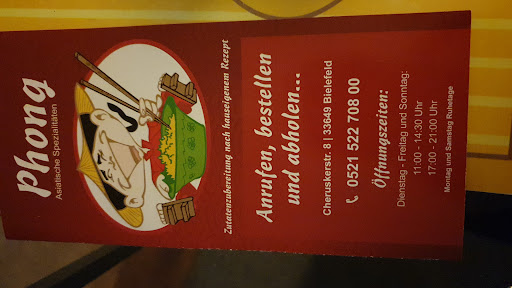 Phong
Asiatische Spezialitäten
Zutatenzubereitung nach hauseigenem Rezept
Anrufen, bestellen
und abholen...
Cheruskerstr. 8 | 33649 Bielefeld
0521 522 708 00
Öffnungszeiten:
Dienstag - Freitag und Sonntag:
11:00 - 14:30 Uhr
17:00 - 21:00 Uhr
Montag und Samstag Ruhetage